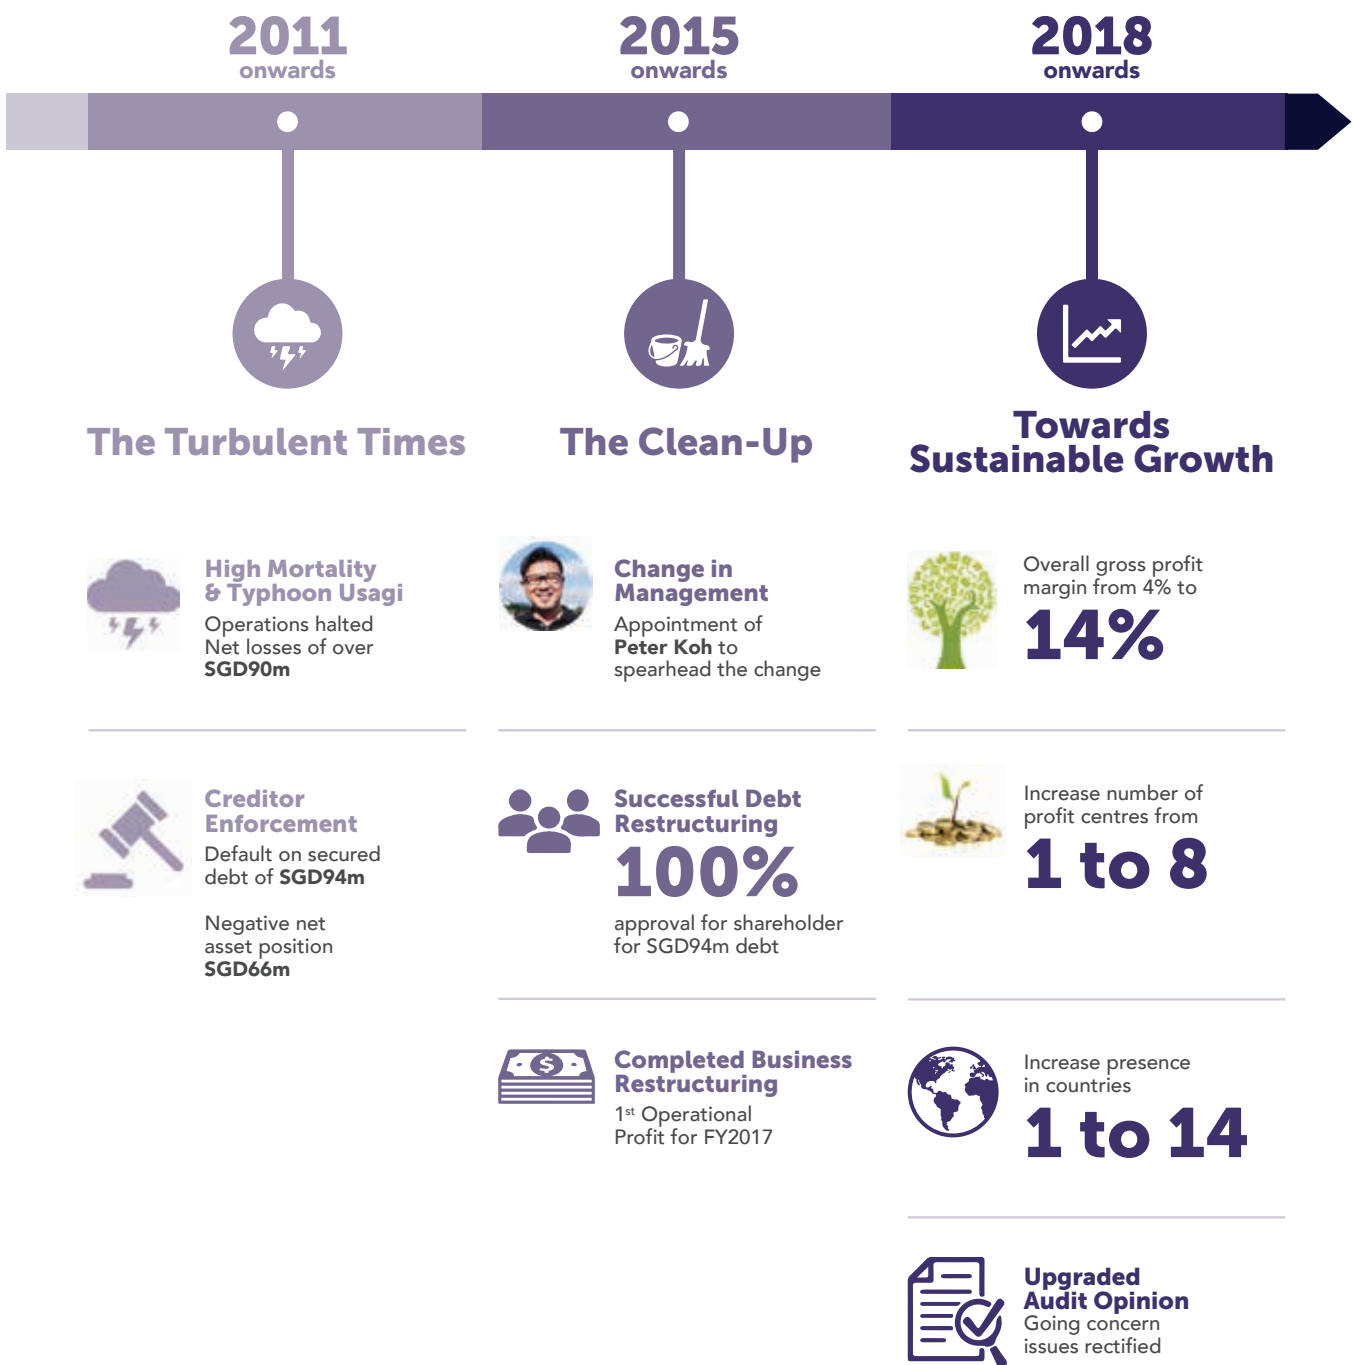 2011
onwards
2015
onwards
2018
onwards
The Turbulent Times
High Mortality
& Typhoon Usagi
Operations halted
Net losses of over
SGD90m
Creditor
Enforcement
Default on secured
debt of SGD94m
Negative net
asset position
SGD66m
The Clean-Up
Change in
Management
Appointment of
Peter Koh to
spearhead the change
Successful Debt
Restructuring
100%
approval for shareholder
for SGD94m debt
Completed Business
Restructuring
1st Operational
Profit for FY2017
Towards
Sustainable Growth
Overall gross profit
margin from 4% to
14%
Increase number of
profit centres from
1 to 8
Increase presence
in countries
1 to 14
Upgraded
Audit Opinion
Going concern
issues rectified